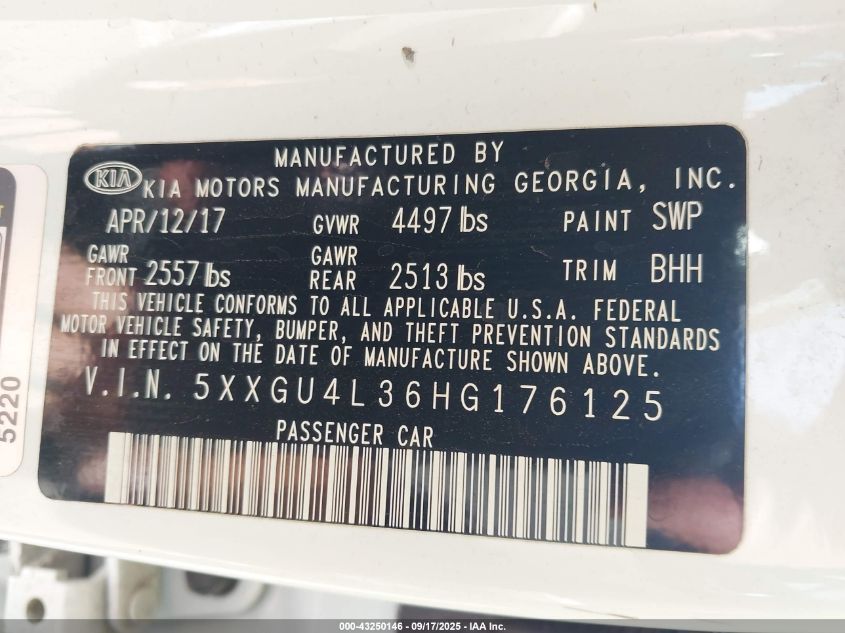 MANUFACTURED BY
KIA KIA MOTORS MANUFACTURING GEORGIA, INC.
APR/12/17 GVWR 4497 lbs PAINT SWP
GAWR FRONT 2557 lbs GAWR REAR 2513 lbs TRIM BHH
THIS VEHICLE CONFORMS TO ALL APPLICABLE U.S.A. FEDERAL
MOTOR VEHICLE SAFETY, BUMPER, AND THEFT PREVENTION STANDARDS
IN EFFECT ON THE DATE OF MANUFACTURE SHOWN ABOVE.
V.I.N. 5XXGU4L36HG176125
PASSENGER CAR
5220
000-43250146 - 09/17/2025 - IAA Inc.